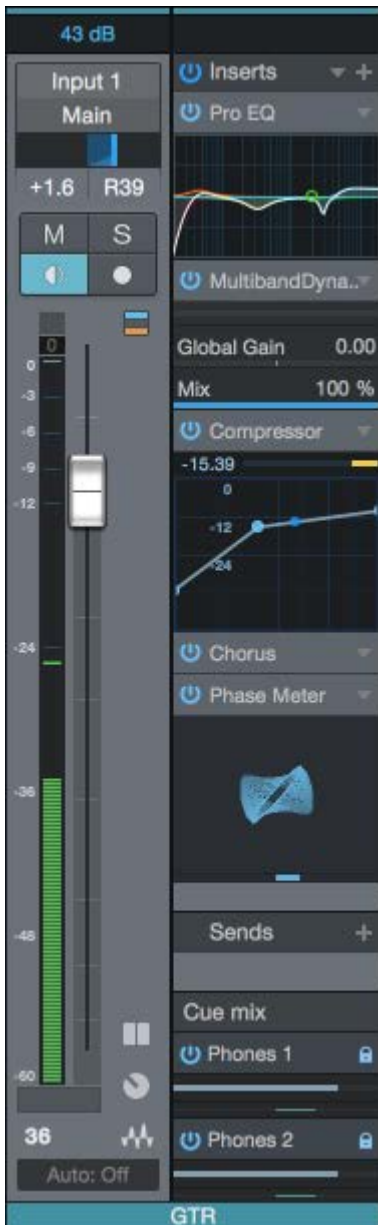 43 dB
Input 1
Main
+1.6 R39
M S
0
0
-3
-6
-9
-12
-24
-36
-48
-60
36
Auto: Off
Inserts
Pro EQ
MultibandDyna..
Global Gain 0.00
Mix 100 %
Compressor
-15.39
0
-12
-24
Chorus
Phase Meter
Sends
Cue mix
Phones 1
Phones 2
GTR